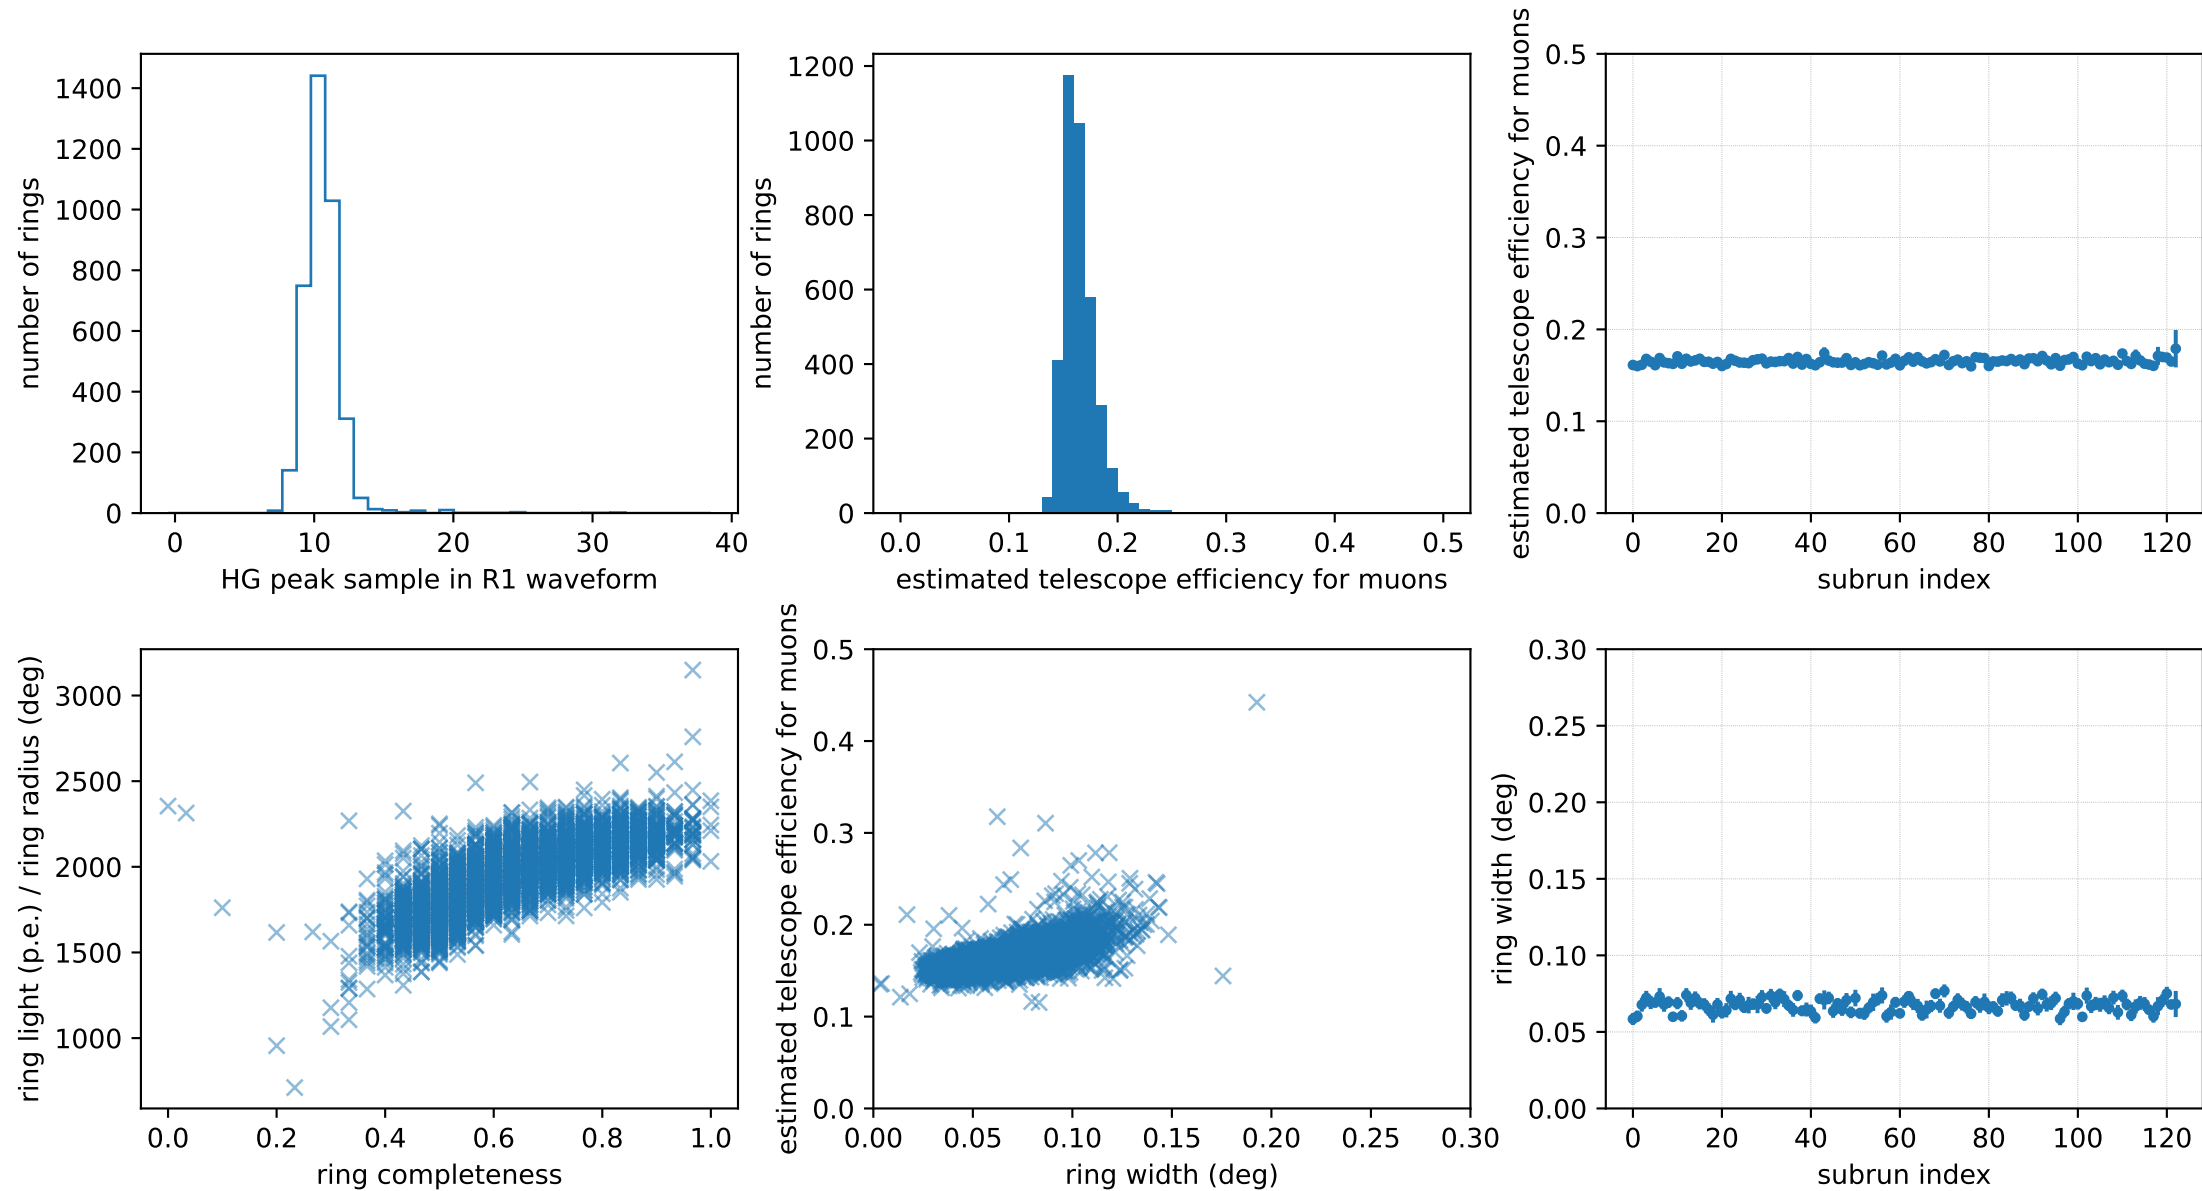 number of rings
1400
1200
1000
800
600
400
200
0
0 10 20 30 40
HG peak sample in R1 waveform
number of rings
1200
1000
800
600
400
200
0
0.0 0.1 0.2 0.3 0.4 0.5
estimated telescope efficiency for muons
estimated telescope efficiency for muons
0.5
0.4
0.3
0.2
0.1
0.0
0 20 40 60 80 100 120
subrun index
ring light (p.e.) / ring radius (deg)
3000
2500
2000
1500
1000
0.0 0.2 0.4 0.6 0.8 1.0
ring completeness
estimated telescope efficiency for muons
0.5
0.4
0.3
0.2
0.1
0.0
0.00 0.05 0.10 0.15 0.20 0.25 0.30
ring width (deg)
ring width (deg)
0.30
0.25
0.20
0.15
0.10
0.05
0.00
0 20 40 60 80 100 120
subrun index